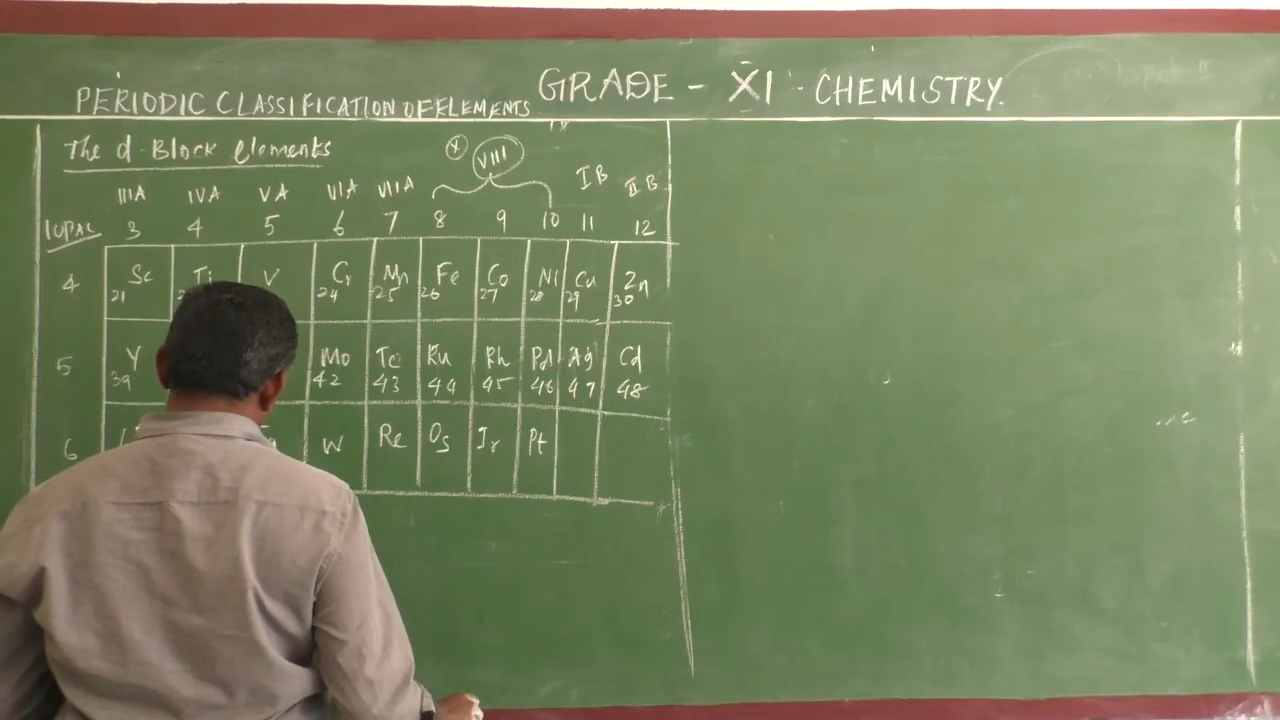 GRADE - XI - CHEMISTRY.
PERIODIC CLASSIFICATION OF ELEMENTS
The d-Block elements
X VIII
IIIA IVA VA VIA VIIA IB IIB
IUPAC 3 4 5 6 7 8 9 10 11 12
4 Sc Ti V Cr Mn Fe Co Ni Cu Zn
21 24 25 26 27 28 29 30
5 Y Mo Tc Ru Rh Pd Ag Cd
39 42 43 44 45 46 47 48
6 W Re Os Ir Pt